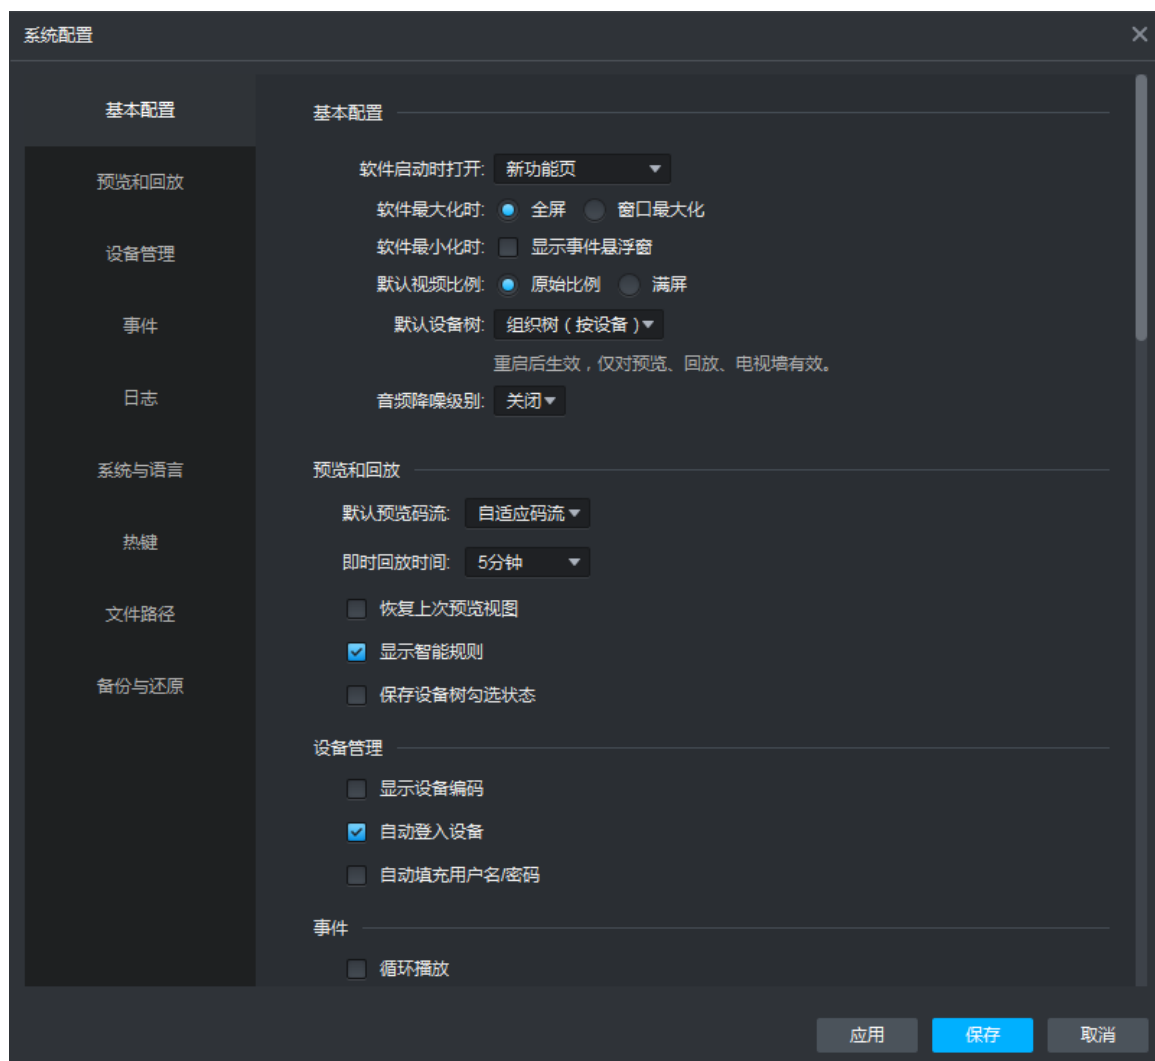 系统配置
基本配置
预览和回放
设备管理
事件
日志
系统与语言
热键
文件路径
备份与还原
基本配置
软件启动时打开: 新功能页
软件最大化时: 全屏 窗口最大化
软件最小化时: 显示事件悬浮窗
默认视频比例: 原始比例 满屏
默认设备树: 组织树（按设备）
重启后生效，仅对预览、回放、电视墙有效。
音频降噪级别: 关闭
预览和回放
默认预览码流: 自适应码流
即时回放时间: 5分钟
恢复上次预览视图
显示智能规则
保存设备树勾选状态
设备管理
显示设备编码
自动登入设备
自动填充用户名/密码
事件
循环播放
应用 保存 取消